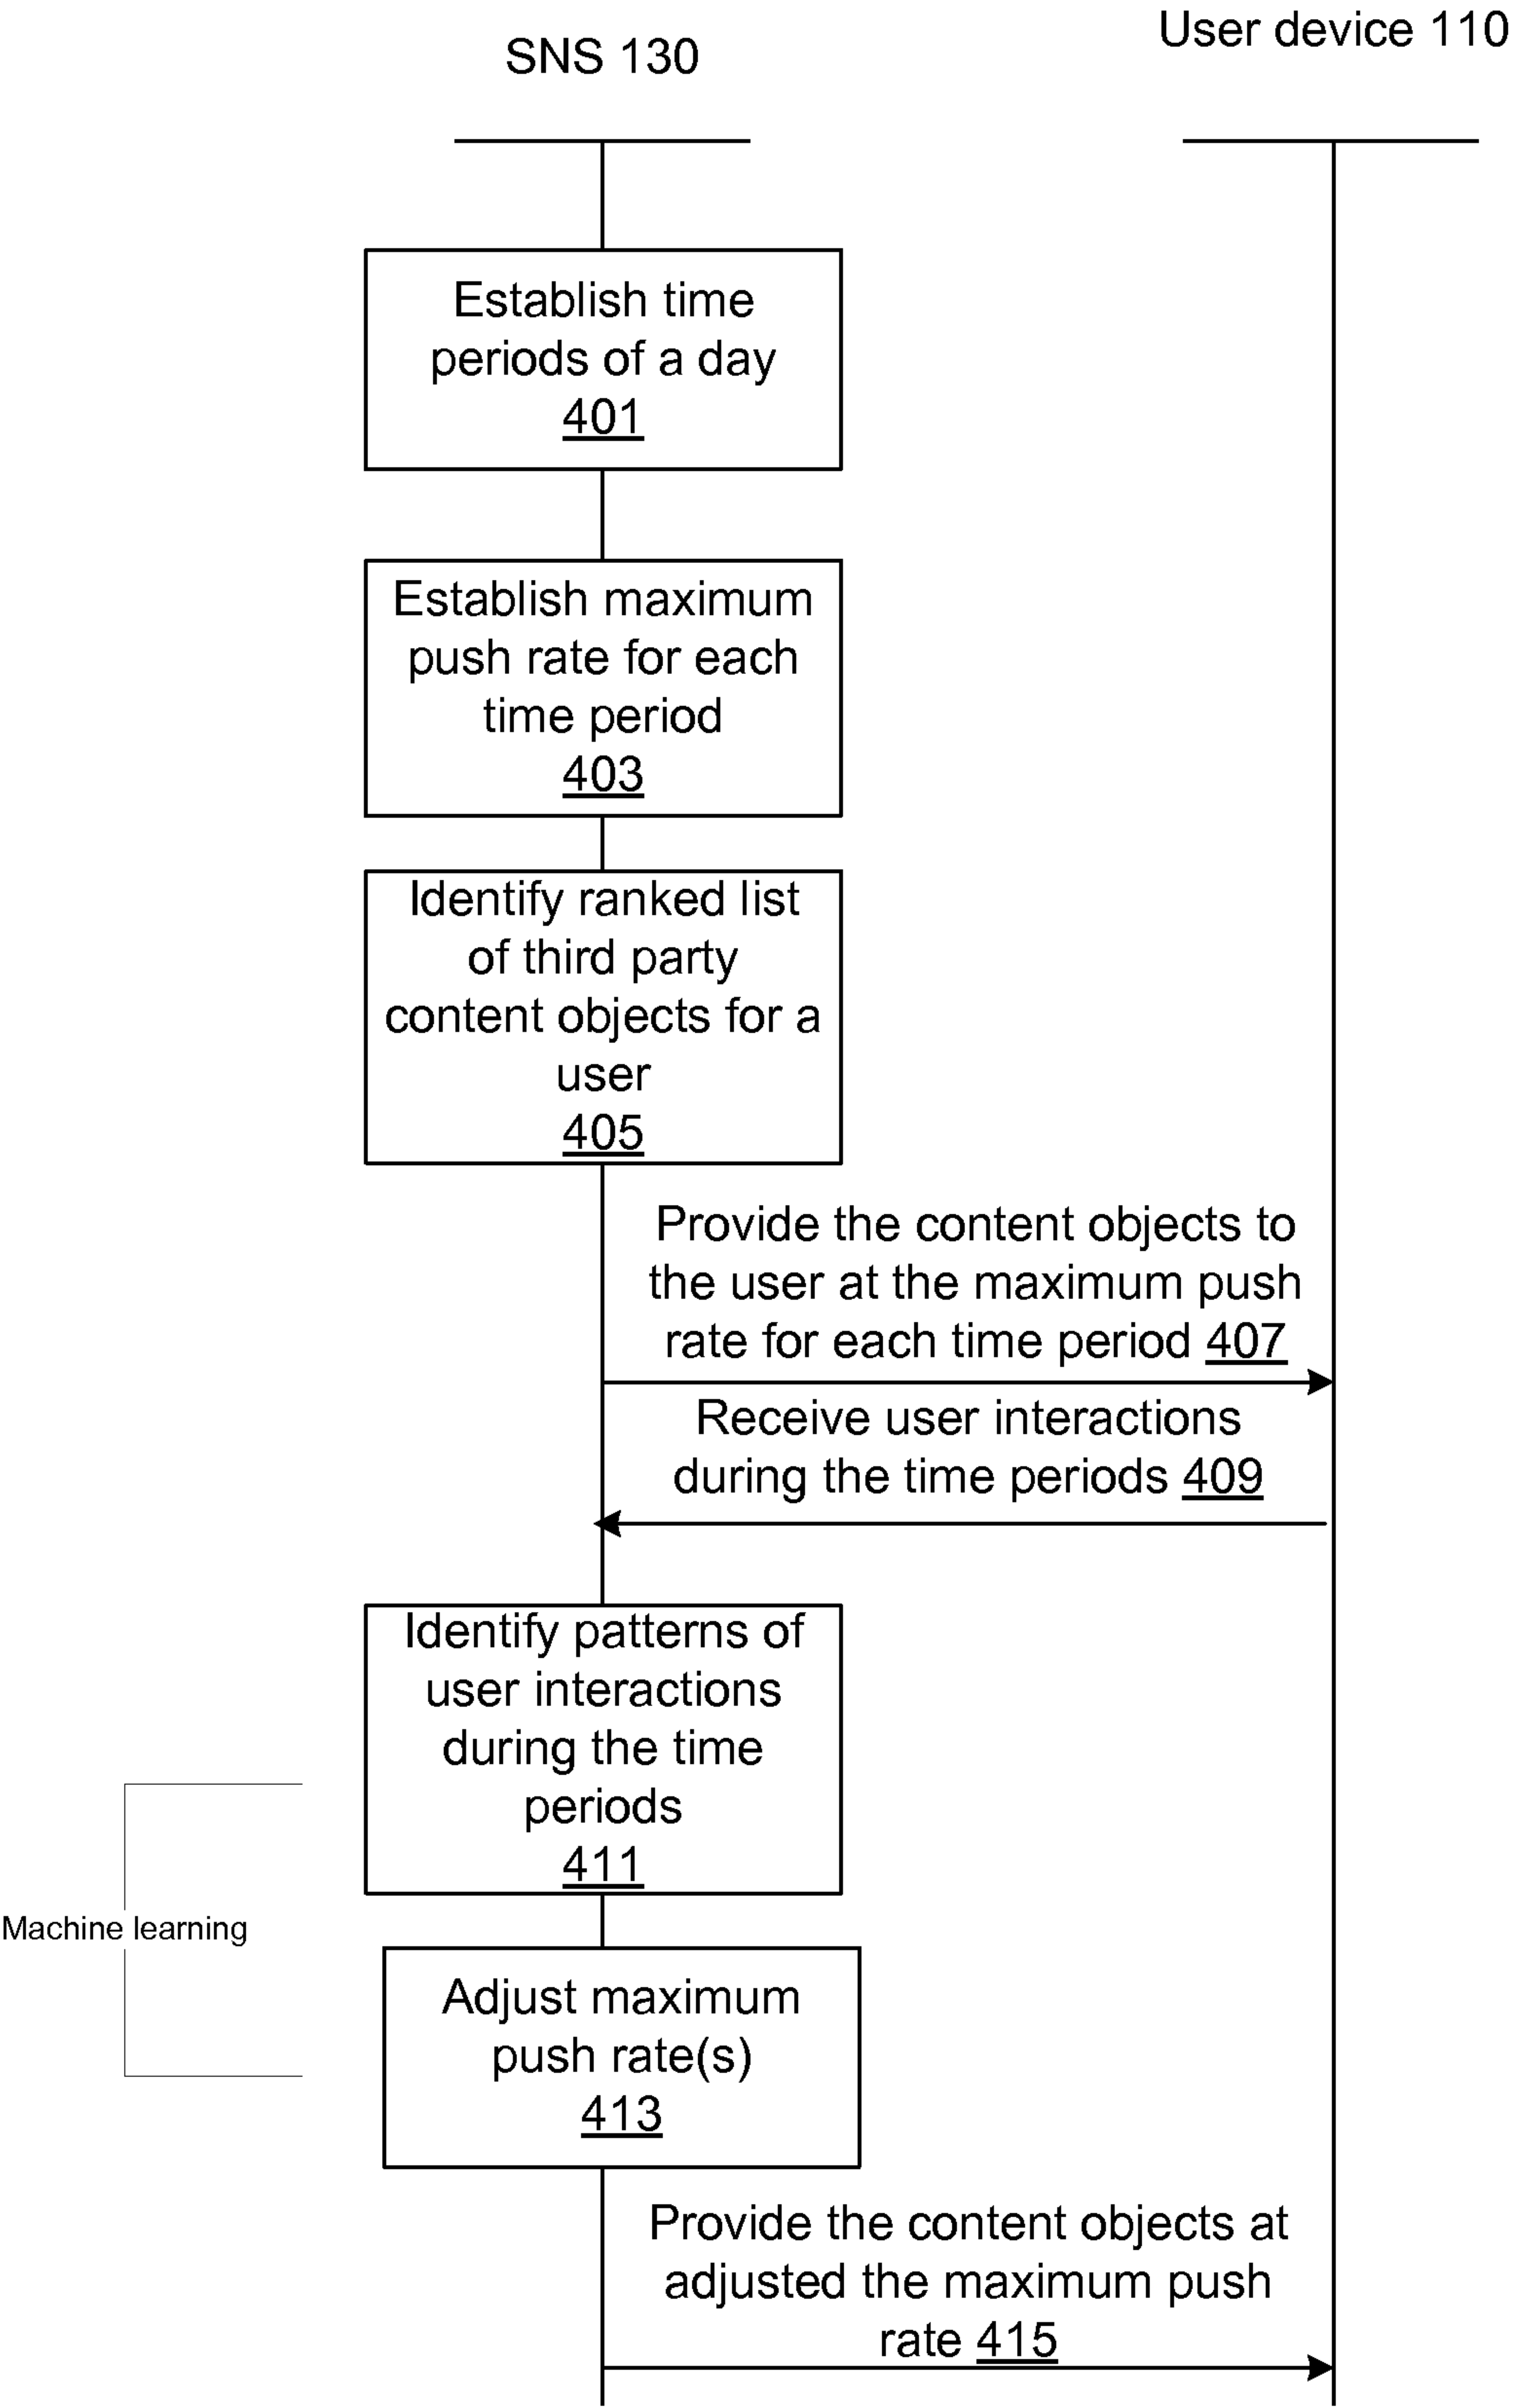 SNS 130
User device 110
Establish time
periods of a day
401
Establish maximum
push rate for each
time period
403
Identify ranked list
of third party
content objects for a
user
405
Provide the content objects to
the user at the maximum push
rate for each time period 407
Receive user interactions
during the time periods 409
Identify patterns of
user interactions
during the time
periods
411
Machine learning
Adjust maximum
push rate(s)
413
Provide the content objects at
adjusted the maximum push
rate 415